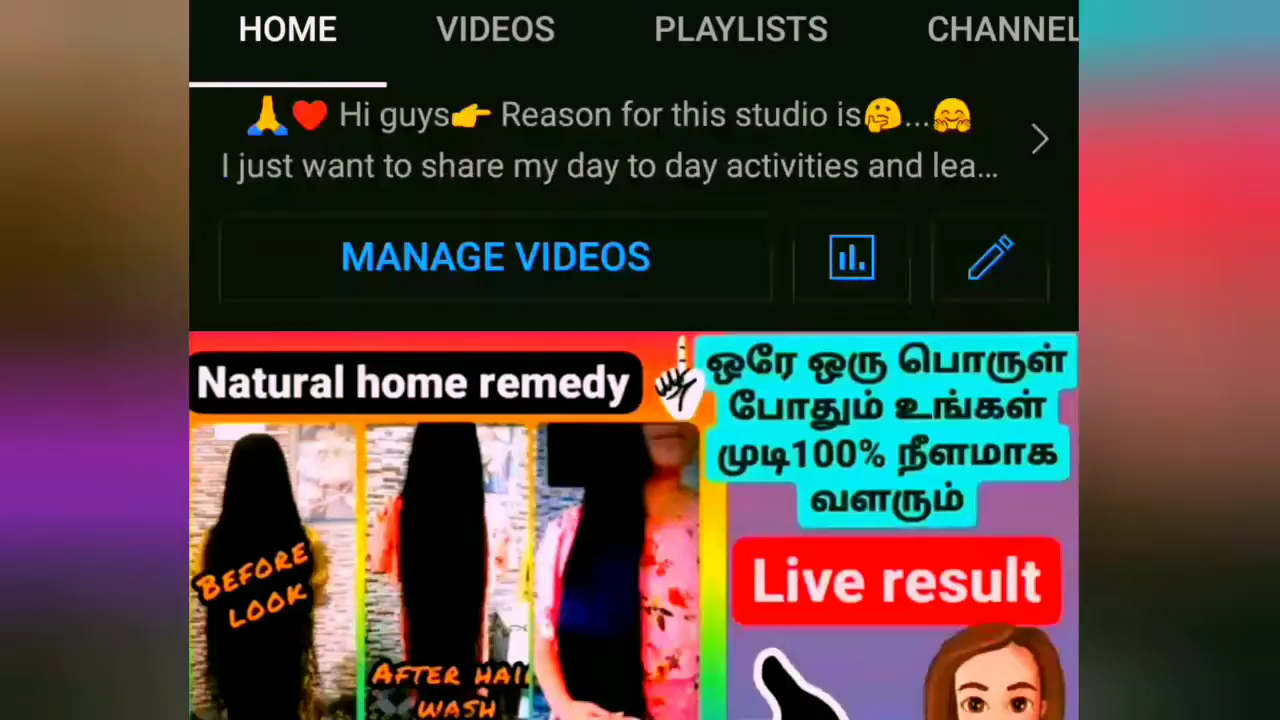 HOME VIDEOS PLAYLISTS CHANNEL
🙏❤️ Hi guys👉 Reason for this studio is🤔...🤗
I just want to share my day to day activities and lea...
MANAGE VIDEOS
Natural home remedy
ஒரே ஒரு பொருள்
போதும் உங்கள்
முடி100% நீளமாக
வளரும்
Live result
BEFORE
LOOK
AFTER HAI
WASH